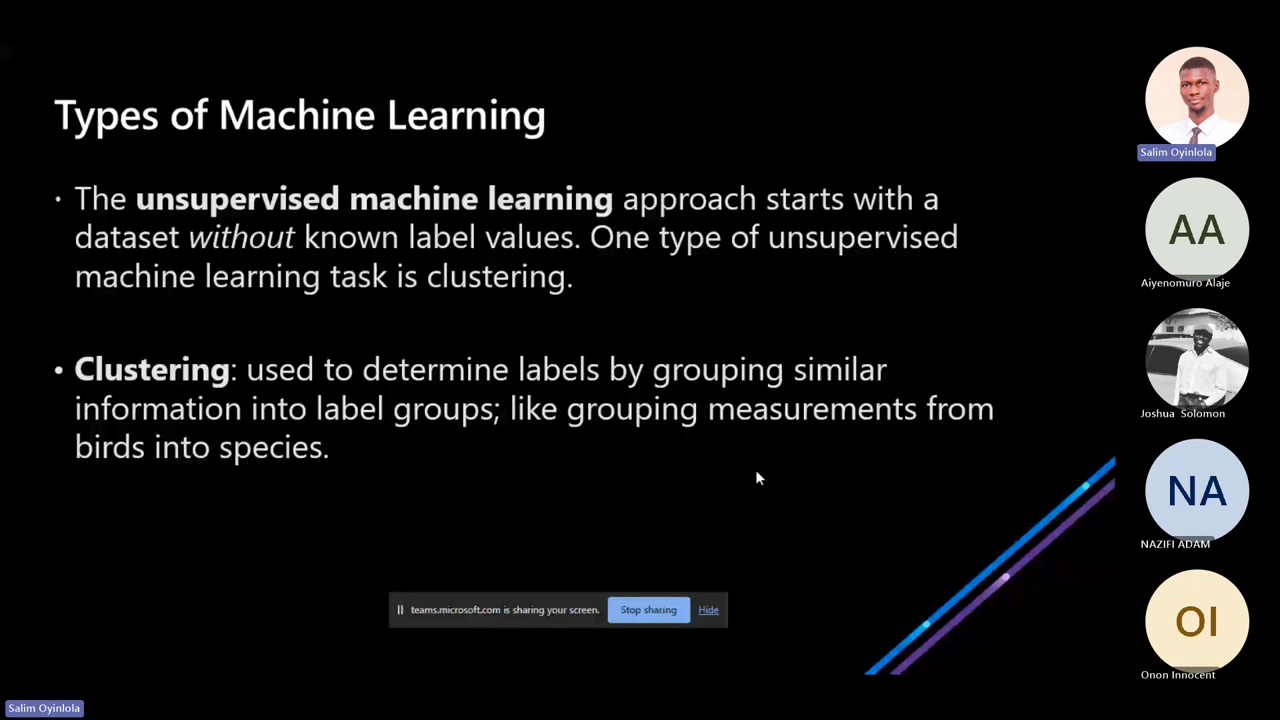 Types of Machine Learning
• The unsupervised machine learning approach starts with a
dataset without known label values. One type of unsupervised
machine learning task is clustering.
• Clustering: used to determine labels by grouping similar
information into label groups; like grouping measurements from
birds into species.
teams.microsoft.com is sharing your screen. Stop sharing Hide
Salim Oyinlola
AA
Aiyenomuro Alaje
Joshua Solomon
NA
NAZIFI ADAM
OI
Onon Innocent
Salim Oyinlola